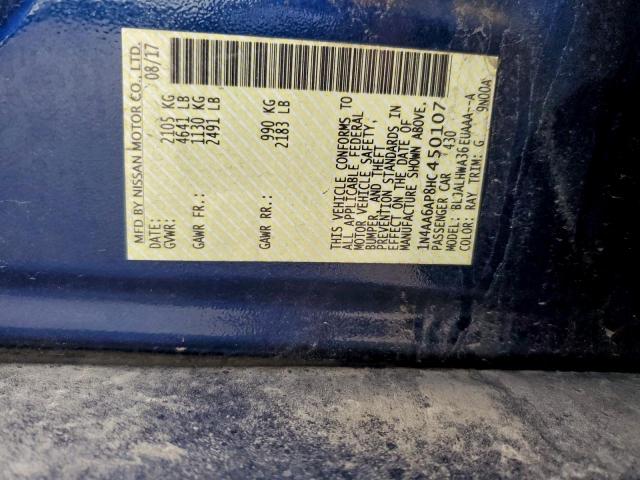 MFD BY NISSAN MOTOR CO., LTD.
DATE: 08/17
GVWR: 2105 KG
4641 LB
GAWR FR: 1130 KG
2491 LB
GAWR RR: 990 KG
2183 LB
THIS VEHICLE CONFORMS TO
ALL APPLICABLE FEDERAL
MOTOR VEHICLE SAFETY,
BUMPER, AND THEFT
PREVENTION STANDARDS IN
EFFECT ON THE DATE OF
MANUFACTURE SHOWN ABOVE.
1N4AA6AP8HC450107
PASSENGER CAR 430
MODEL: BLJALHWA36EUAAA--A
COLOR: RAY TRIM: G 9N00A